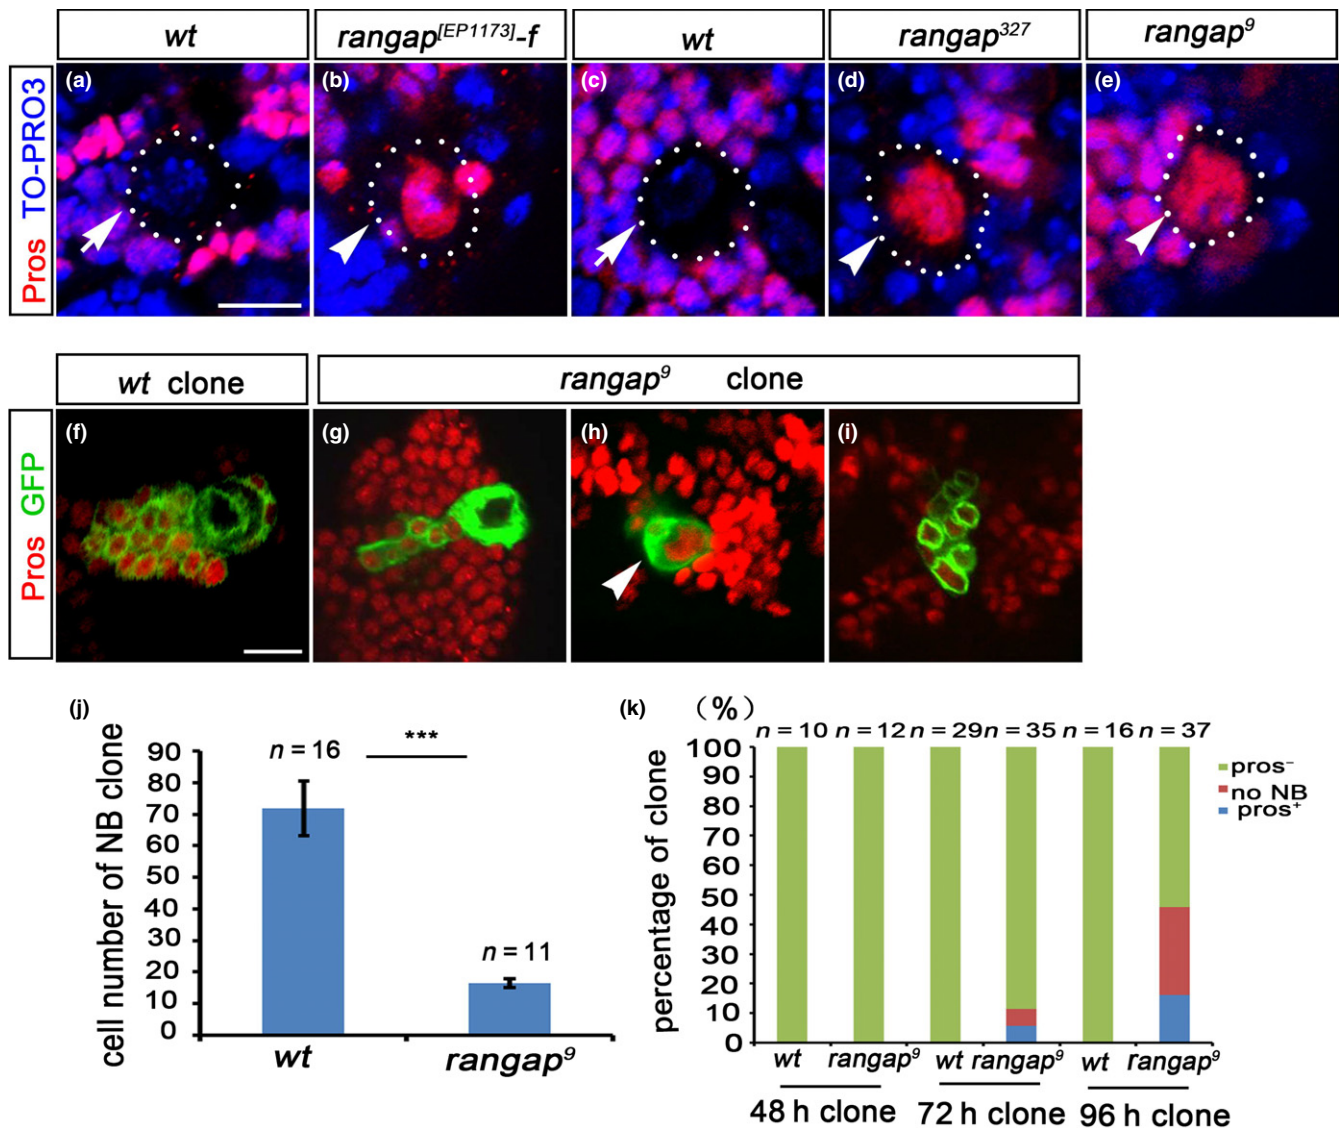 wt
rangap[EP1173]-f
wt
rangap327
rangap9
Pros TO-PRO3
(a)
(b)
(c)
(d)
(e)
wt clone
rangap9 clone
Pros GFP
(f)
(g)
(h)
(i)
(j)
cell number of NB clone
90
80
70
60
50
40
30
20
10
0
n = 16
***
n = 11
wt
rangap9
(k)
(%)
percentage of clone
n = 10
n = 12
n = 29
n = 35
n = 16
n = 37
100
90
80
70
60
50
40
30
20
10
0
pros−
no NB
pros+
wt
rangap9
wt
rangap9
wt
rangap9
48 h clone
72 h clone
96 h clone